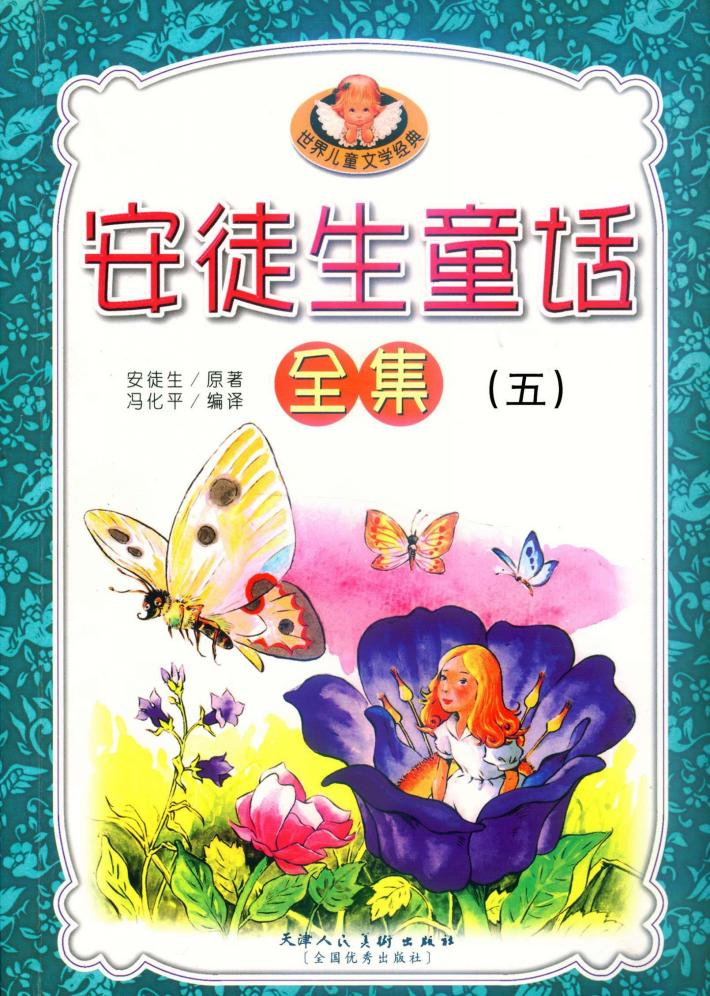 世界儿童文学经典
安徒生童话
安徒生/原著
冯化平/编译
全集
(五)
天津人民美术出版社
[全国优秀出版社]